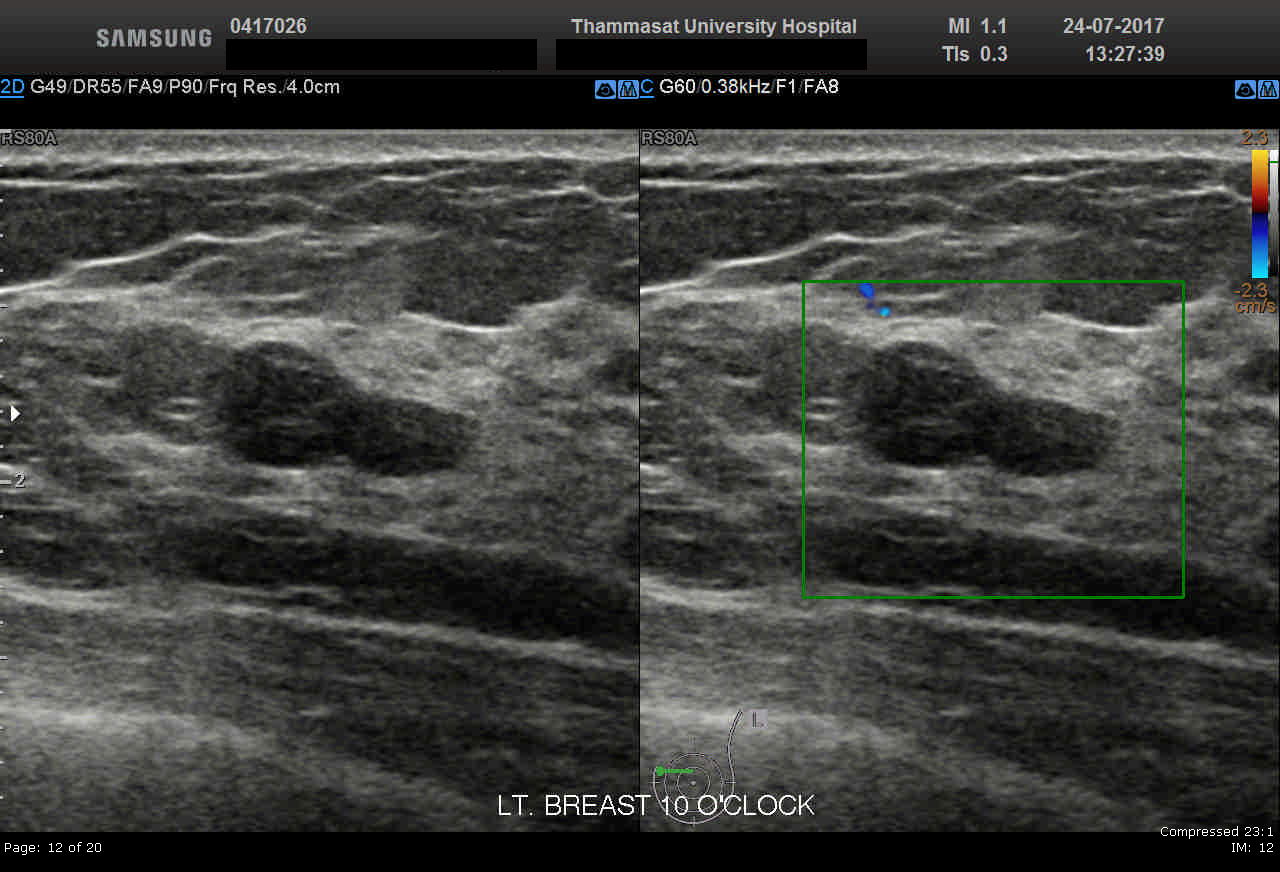 SAMSUNG
0417026
Thammasat University Hospital
MI 1.1
24-07-2017
TIs 0.3
13:27:39
2D G49/DR55/FA9/P90/Frq Res./4.0cm
M
C G60/0.38kHz/F1/FA8
M
RS80A
RS80A
2.3
-2.3
cm/s
2
L
LT. BREAST 10 O'CLOCK
Compressed 23:1
Page: 12 of 20
IM: 12